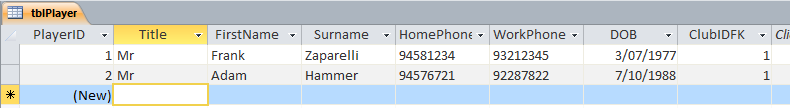 tblPlayer
PlayerID Title FirstName Surname HomePhone WorkPhone DOB ClubIDFK Cli
1 Mr Frank Zaparelli 94581234 93212345 3/07/1977 1
2 Mr Adam Hammer 94576721 92287822 7/10/1988 1
(New)